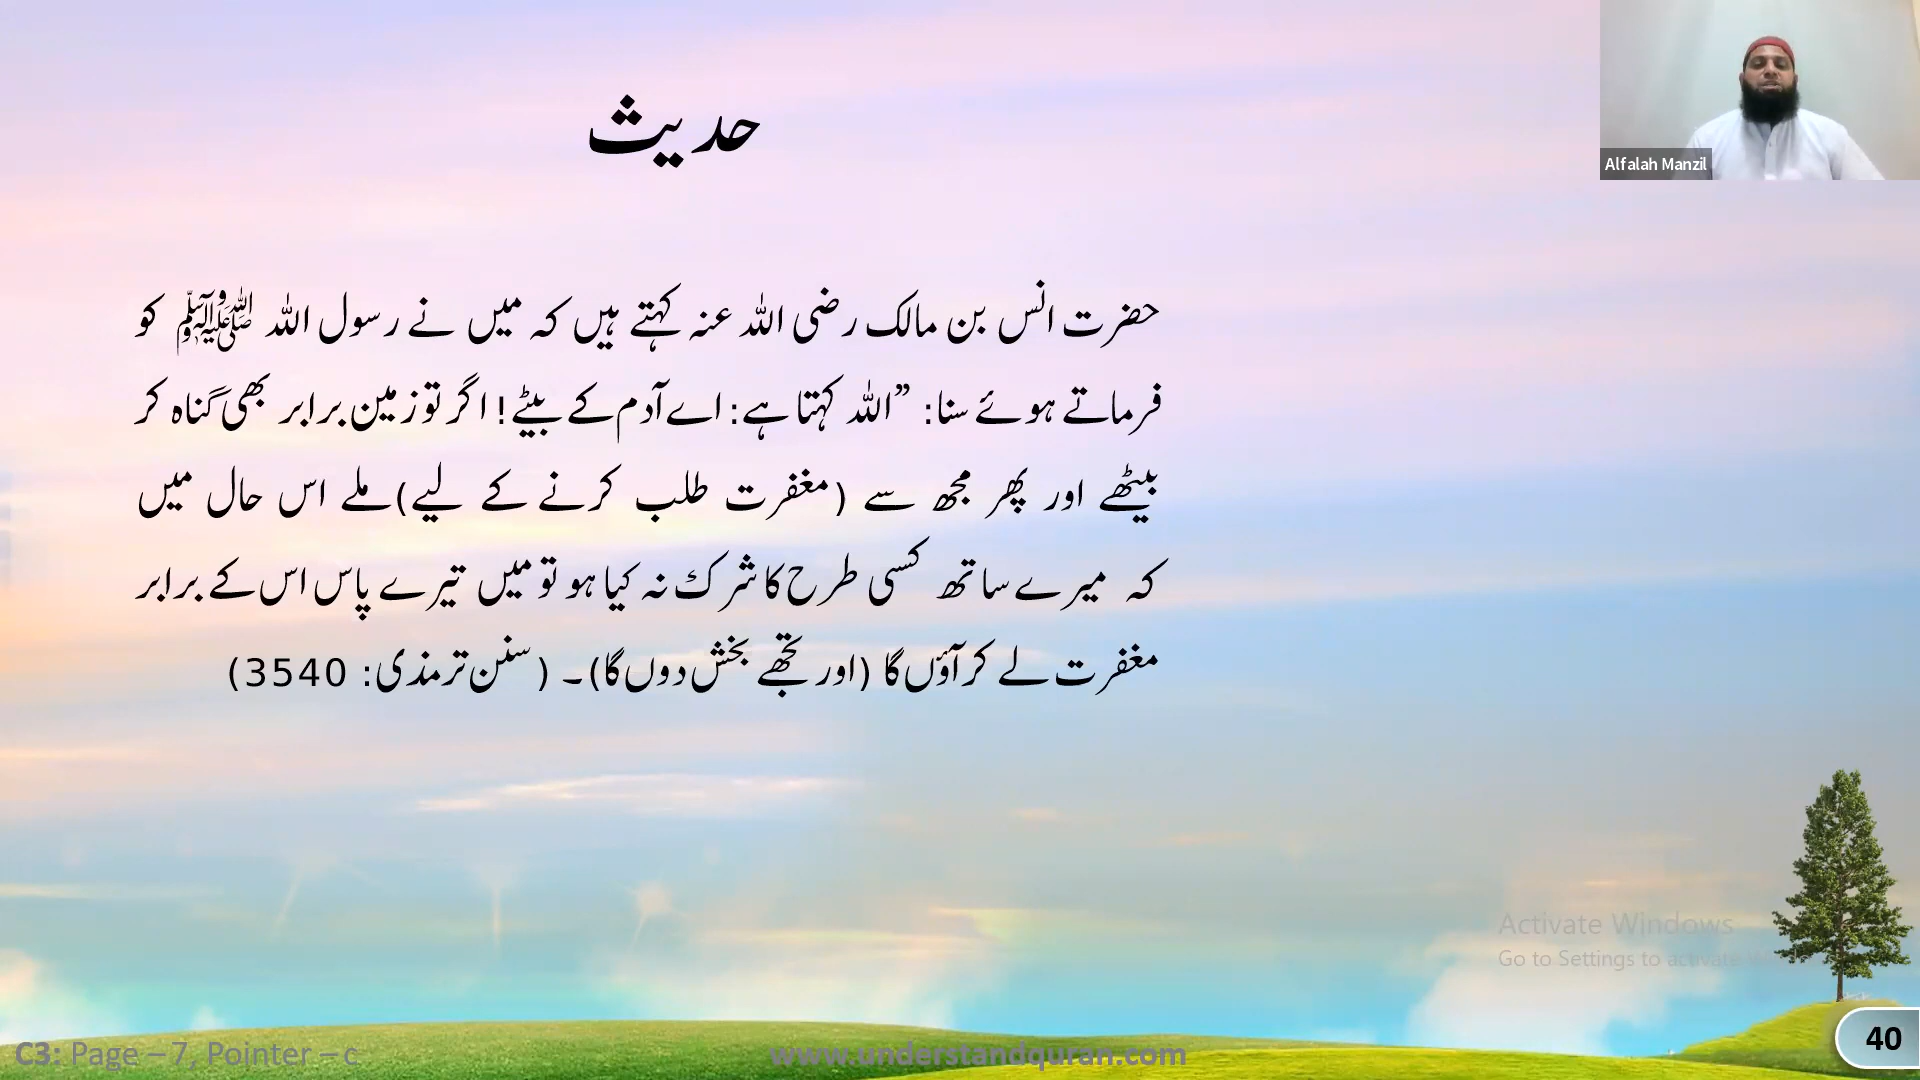 حدیث
حضرت انس بن مالک رضی اللہ عنہ کہتے ہیں کہ میں نے رسول اللہ ﷺ کو
فرماتے ہوئے سنا: ”اللہ کہتا ہے: اے آدم کے بیٹے! اگر تو زمین برابر بھی گناہ کر
بیٹھے اور پھر مجھ سے (مغفرت طلب کرنے کے لیے) ملے اس حال میں
کہ میرے ساتھ کسی طرح کا شرک نہ کیا ہو تو میں تیرے پاس اس کے برابر
مغفرت لے کر آؤں گا (اور تجھے بخش دوں گا)۔ (سنن ترمذی: 3540)
Alfalah Manzil
Activate Windows
Go to Settings to activate
C3: Page – 7, Pointer – c
www.understandquran.com
40